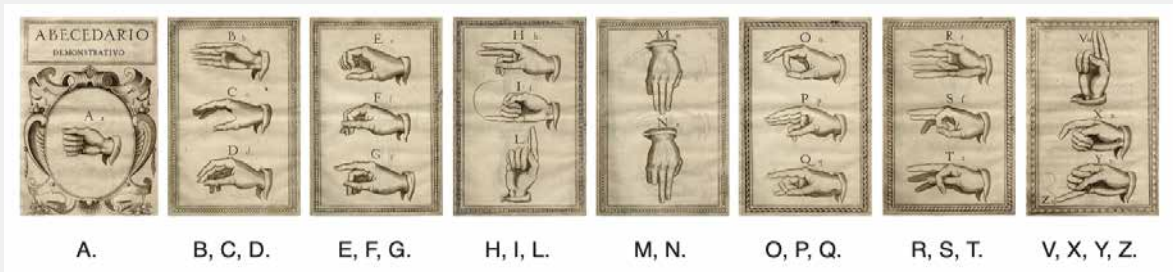 ABECEDARIO
DEMONSTRATIVO
A a
B b
C c
D d
E e
F f
G g
H h
I i
L l
M m
N n
O o
P p
Q q
R r
S s
T t
V
X
Y
Z
A.
B, C, D.
E, F, G.
H, I, L.
M, N.
O, P, Q.
R, S, T.
V, X, Y, Z.